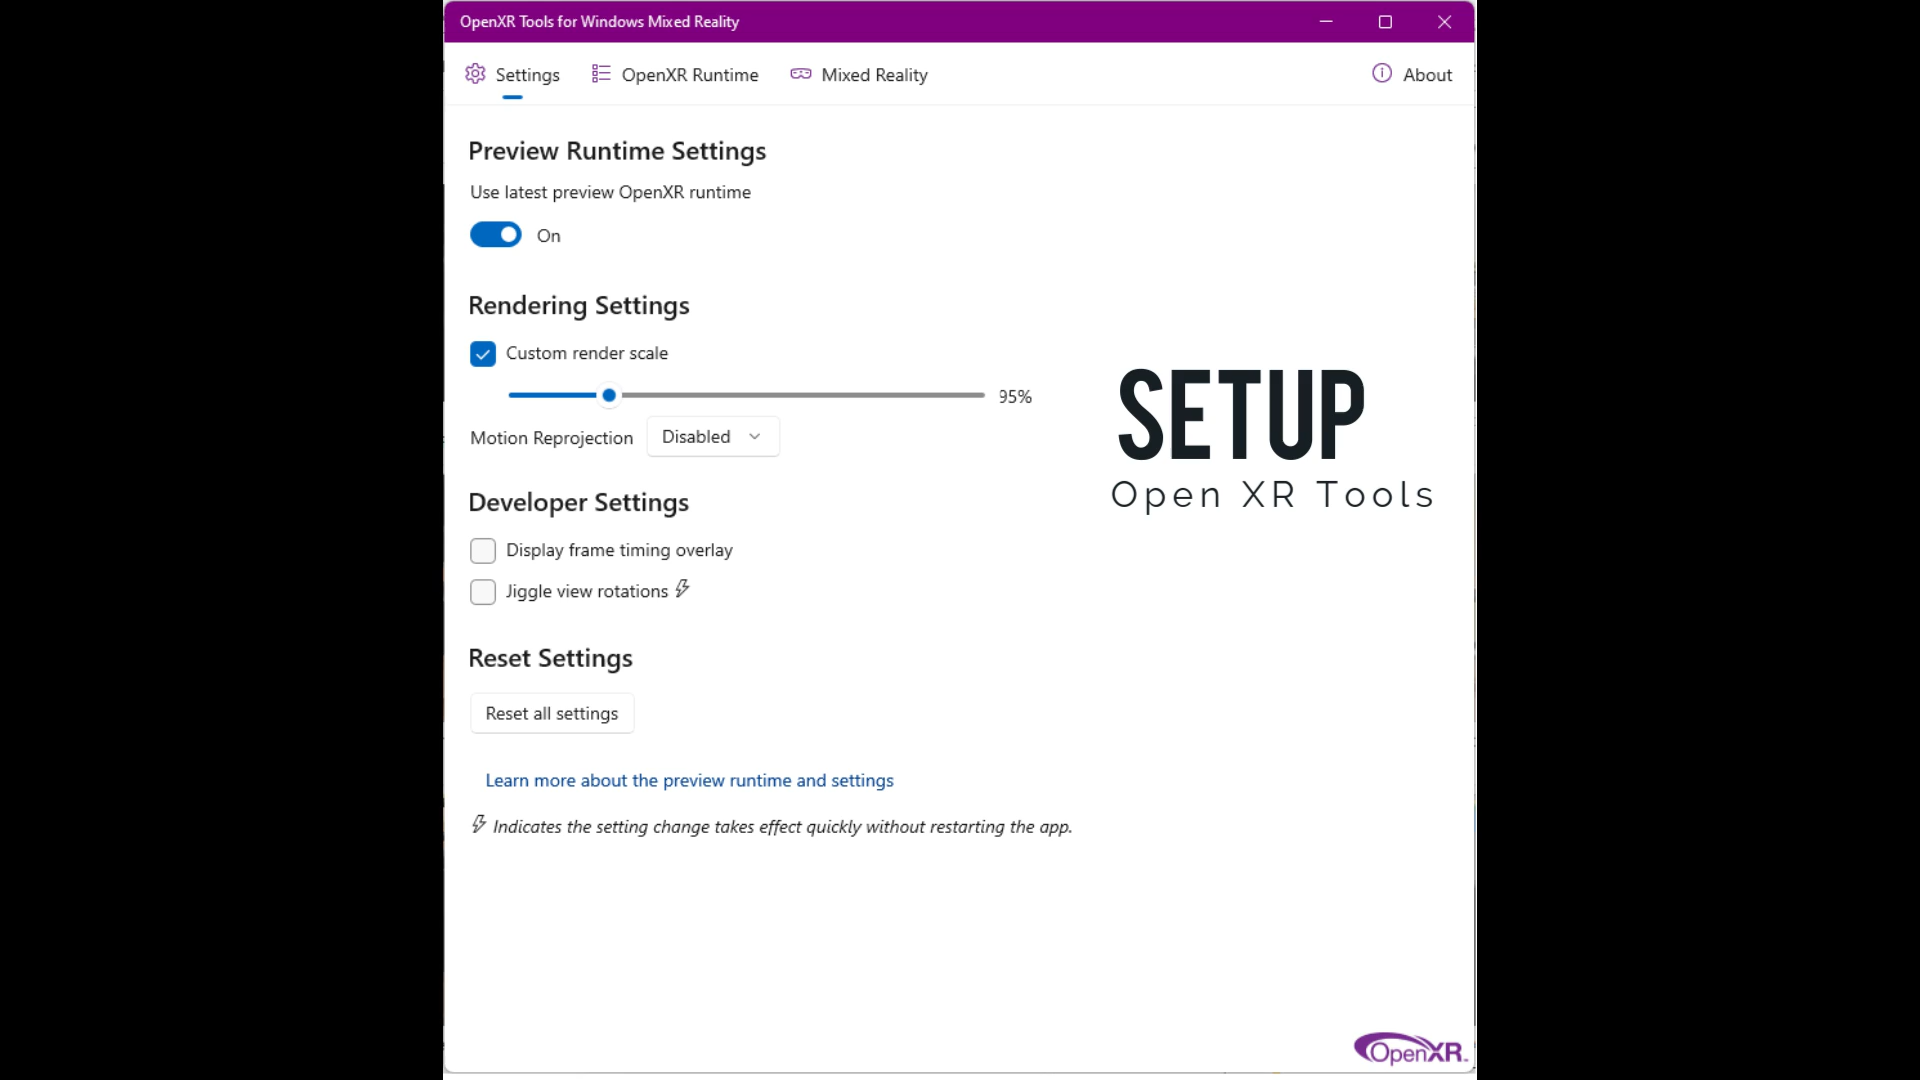 OpenXR Tools for Windows Mixed Reality
Settings OpenXR Runtime Mixed Reality About
Preview Runtime Settings
Use latest preview OpenXR runtime
On
Rendering Settings
Custom render scale
95%
Motion Reprojection Disabled
SETUP
Open XR Tools
Developer Settings
Display frame timing overlay
Jiggle view rotations
Reset Settings
Reset all settings
Learn more about the preview runtime and settings
Indicates the setting change takes effect quickly without restarting the app.
OpenXR